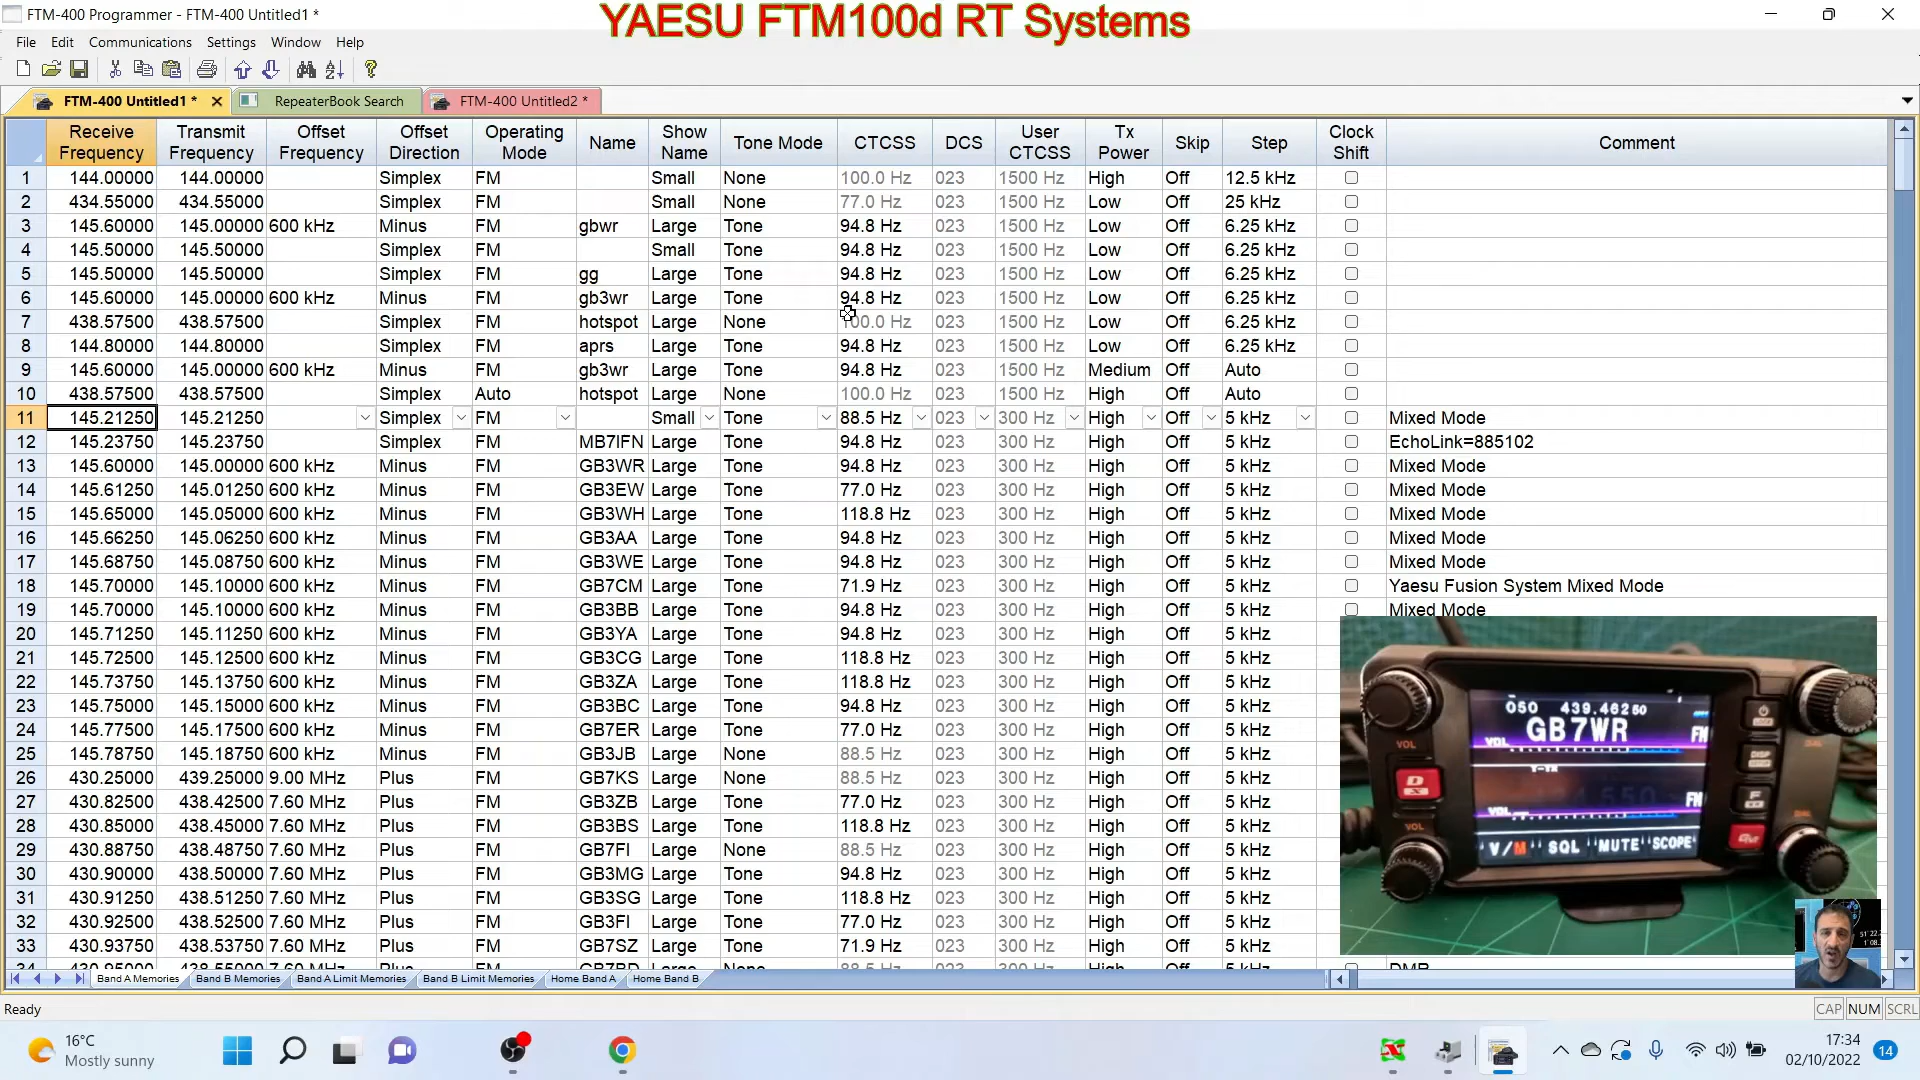 FTM-400 Programmer - FTM-400 Untitled1 *
YAESU FTM100d RT Systems
File Edit Communications Settings Window Help
FTM-400 Untitled1 * RepeaterBook Search FTM-400 Untitled2 *
Receive Frequency Transmit Frequency Offset Frequency Offset Direction Operating Mode Name Show Name Tone Mode CTCSS DCS User CTCSS Tx Power Skip Step Clock Shift Comment
1 144.00000 144.00000 Simplex FM Small None 100.0 Hz 023 1500 Hz High Off 12.5 kHz
2 434.55000 434.55000 Simplex FM Small None 77.0 Hz 023 1500 Hz Low Off 25 kHz
3 145.60000 145.00000 600 kHz Minus FM gbwr Large Tone 94.8 Hz 023 1500 Hz Low Off 6.25 kHz
4 145.50000 145.50000 Simplex FM Small Tone 94.8 Hz 023 1500 Hz Low Off 6.25 kHz
5 145.50000 145.50000 Simplex FM gg Large Tone 94.8 Hz 023 1500 Hz Low Off 6.25 kHz
6 145.60000 145.00000 600 kHz Minus FM gb3wr Large Tone 94.8 Hz 023 1500 Hz Low Off 6.25 kHz
7 438.57500 438.57500 Simplex FM hotspot Large None 100.0 Hz 023 1500 Hz Low Off 6.25 kHz
8 144.80000 144.80000 Simplex FM aprs Large Tone 94.8 Hz 023 1500 Hz Low Off 6.25 kHz
9 145.60000 145.00000 600 kHz Minus FM gb3wr Large Tone 94.8 Hz 023 1500 Hz Medium Off Auto
10 438.57500 438.57500 Simplex Auto hotspot Large None 100.0 Hz 023 1500 Hz High Off Auto
11 145.21250 145.21250 Simplex FM Small Tone 88.5 Hz 023 300 Hz High Off 5 kHz Mixed Mode
12 145.23750 145.23750 Simplex FM MB7IFN Large Tone 94.8 Hz 023 300 Hz High Off 5 kHz EchoLink=885102
13 145.60000 145.00000 600 kHz Minus FM GB3WR Large Tone 94.8 Hz 023 300 Hz High Off 5 kHz Mixed Mode
14 145.61250 145.01250 600 kHz Minus FM GB3EW Large Tone 77.0 Hz 023 300 Hz High Off 5 kHz Mixed Mode
15 145.65000 145.05000 600 kHz Minus FM GB3WH Large Tone 118.8 Hz 023 300 Hz High Off 5 kHz Mixed Mode
16 145.66250 145.06250 600 kHz Minus FM GB3AA Large Tone 94.8 Hz 023 300 Hz High Off 5 kHz Mixed Mode
17 145.68750 145.08750 600 kHz Minus FM GB3WE Large Tone 94.8 Hz 023 300 Hz High Off 5 kHz Mixed Mode
18 145.70000 145.10000 600 kHz Minus FM GB7CM Large Tone 71.9 Hz 023 300 Hz High Off 5 kHz Yaesu Fusion System Mixed Mode
19 145.70000 145.10000 600 kHz Minus FM GB3BB Large Tone 94.8 Hz 023 300 Hz High Off 5 kHz Mixed Mode
20 145.71250 145.11250 600 kHz Minus FM GB3YA Large Tone 94.8 Hz 023 300 Hz High Off 5 kHz
21 145.72500 145.12500 600 kHz Minus FM GB3CG Large Tone 118.8 Hz 023 300 Hz High Off 5 kHz
22 145.73750 145.13750 600 kHz Minus FM GB3ZA Large Tone 118.8 Hz 023 300 Hz High Off 5 kHz
23 145.75000 145.15000 600 kHz Minus FM GB3BC Large Tone 94.8 Hz 023 300 Hz High Off 5 kHz
24 145.77500 145.17500 600 kHz Minus FM GB7ER Large Tone 77.0 Hz 023 300 Hz High Off 5 kHz
25 145.78750 145.18750 600 kHz Minus FM GB3JB Large None 88.5 Hz 023 300 Hz High Off 5 kHz
26 430.25000 439.25000 9.00 MHz Plus FM GB7KS Large None 88.5 Hz 023 300 Hz High Off 5 kHz
27 430.82500 438.42500 7.60 MHz Plus FM GB3ZB Large Tone 77.0 Hz 023 300 Hz High Off 5 kHz
28 430.85000 438.45000 7.60 MHz Plus FM GB3BS Large Tone 118.8 Hz 023 300 Hz High Off 5 kHz
29 430.88750 438.48750 7.60 MHz Plus FM GB7FI Large None 88.5 Hz 023 300 Hz High Off 5 kHz
30 430.90000 438.50000 7.60 MHz Plus FM GB3MG Large Tone 94.8 Hz 023 300 Hz High Off 5 kHz
31 430.91250 438.51250 7.60 MHz Plus FM GB3SG Large Tone 118.8 Hz 023 300 Hz High Off 5 kHz
32 430.92500 438.52500 7.60 MHz Plus FM GB3FI Large Tone 77.0 Hz 023 300 Hz High Off 5 kHz
33 430.93750 438.53750 7.60 MHz Plus FM GB7SZ Large Tone 71.9 Hz 023 300 Hz High Off 5 kHz
34 430.95000 438.55000 7.60 MHz Plus FM GB7BD Large None 88.5 Hz 023 300 Hz High Off 5 kHz DMR
050 439.46250
GB7WR
FM
VOL
V/M SQL MUTE SCOPE
Band A Memories Band B Memories Band A Limit Memories Band B Limit Memories Home Band A Home Band B
Ready CAP NUM SCRL
16°C
Mostly sunny
17:34
02/10/2022
14